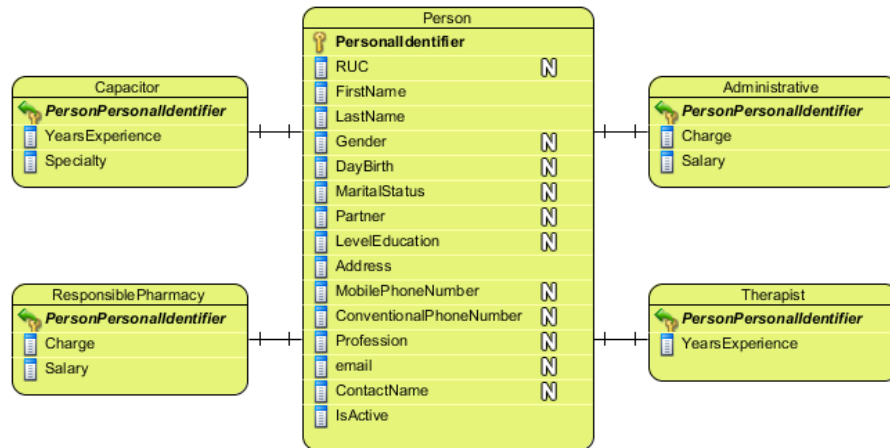 Person
PersonalIdentifier
RUC N
FirstName
LastName
Gender N
DayBirth N
MaritalStatus N
Partner N
LevelEducation N
Address
MobilePhoneNumber N
ConventionalPhoneNumber N
Profession N
email N
ContactName N
IsActive
Capacitor
PersonPersonalIdentifier
YearsExperience
Specialty
Administrative
PersonPersonalIdentifier
Charge
Salary
ResponsiblePharmacy
PersonPersonalIdentifier
Charge
Salary
Therapist
PersonPersonalIdentifier
YearsExperience